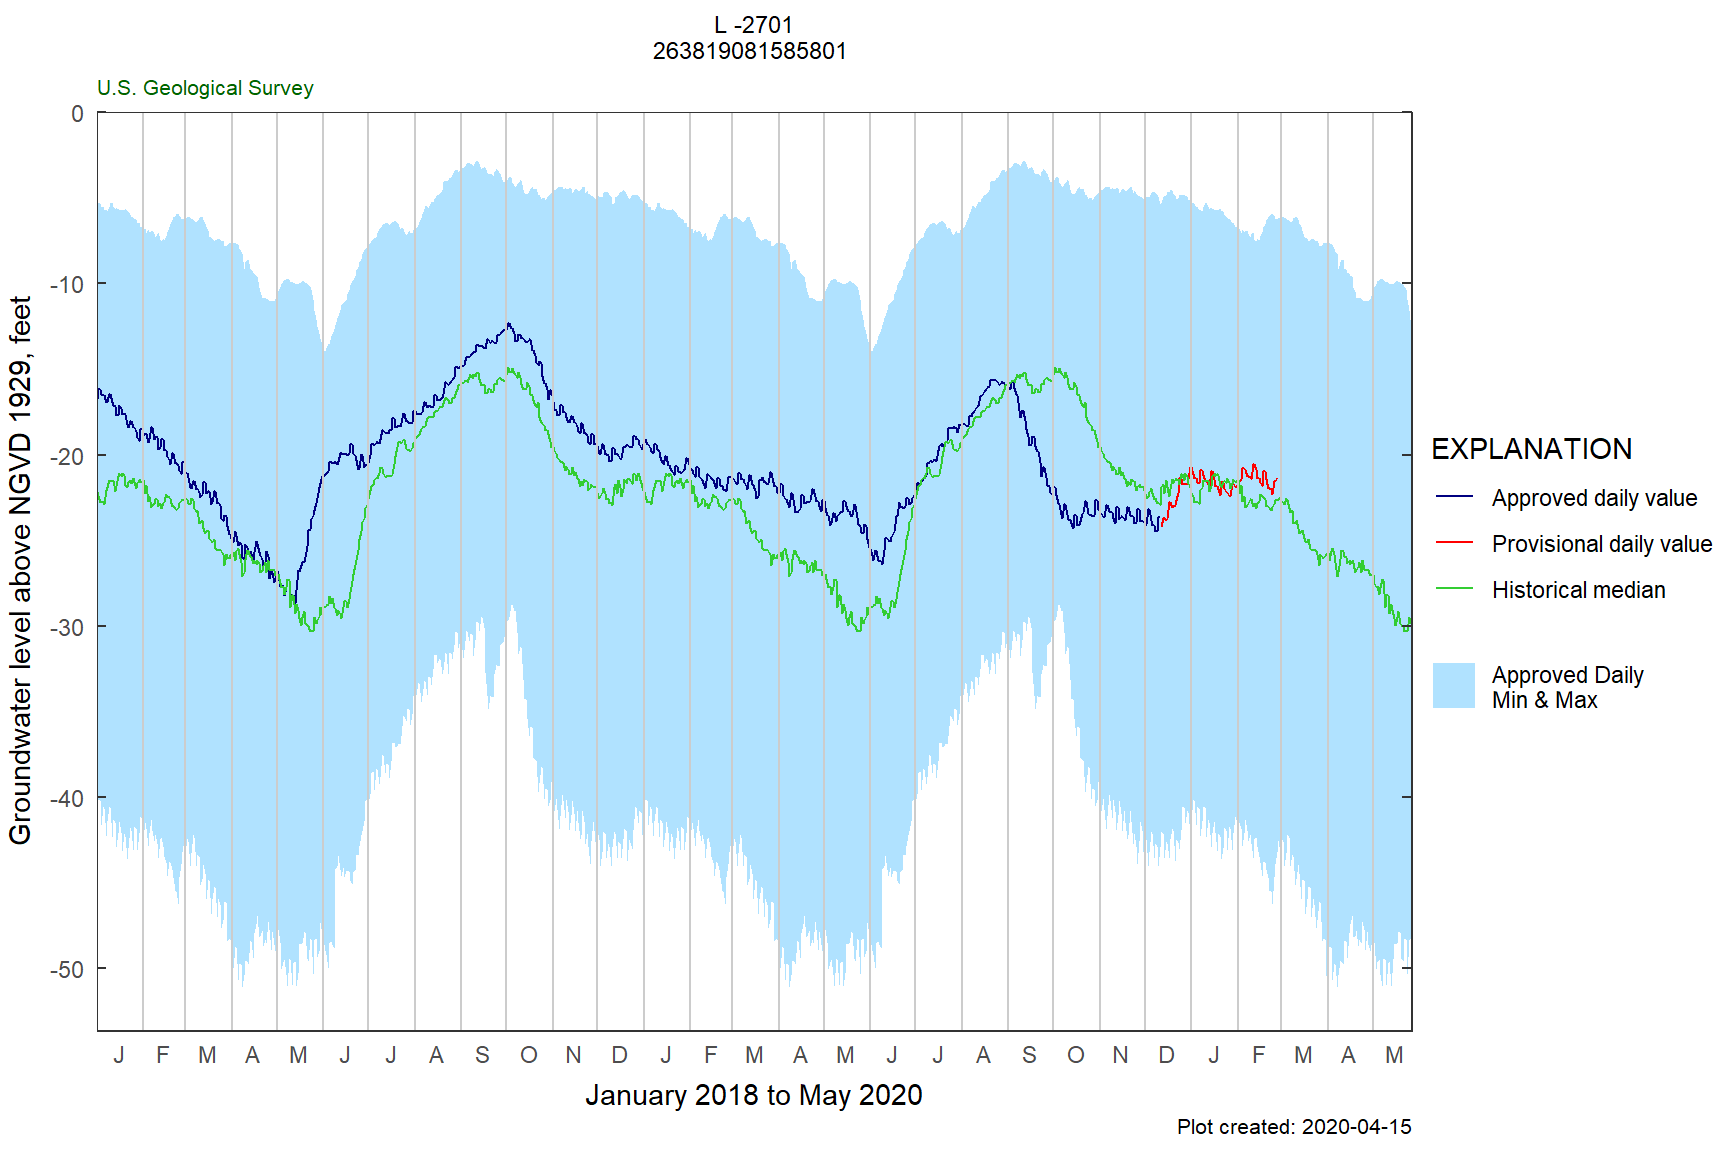 L -2701
263819081585801
U.S. Geological Survey
0
-10
-20
-30
-40
-50
Groundwater level above NGVD 1929, feet
J F M A M J J A S O N D J F M A M J J A S O N D J F M A M
January 2018 to May 2020
Plot created: 2020-04-15
EXPLANATION
Approved daily value
Provisional daily value
Historical median
Approved Daily
Min & Max